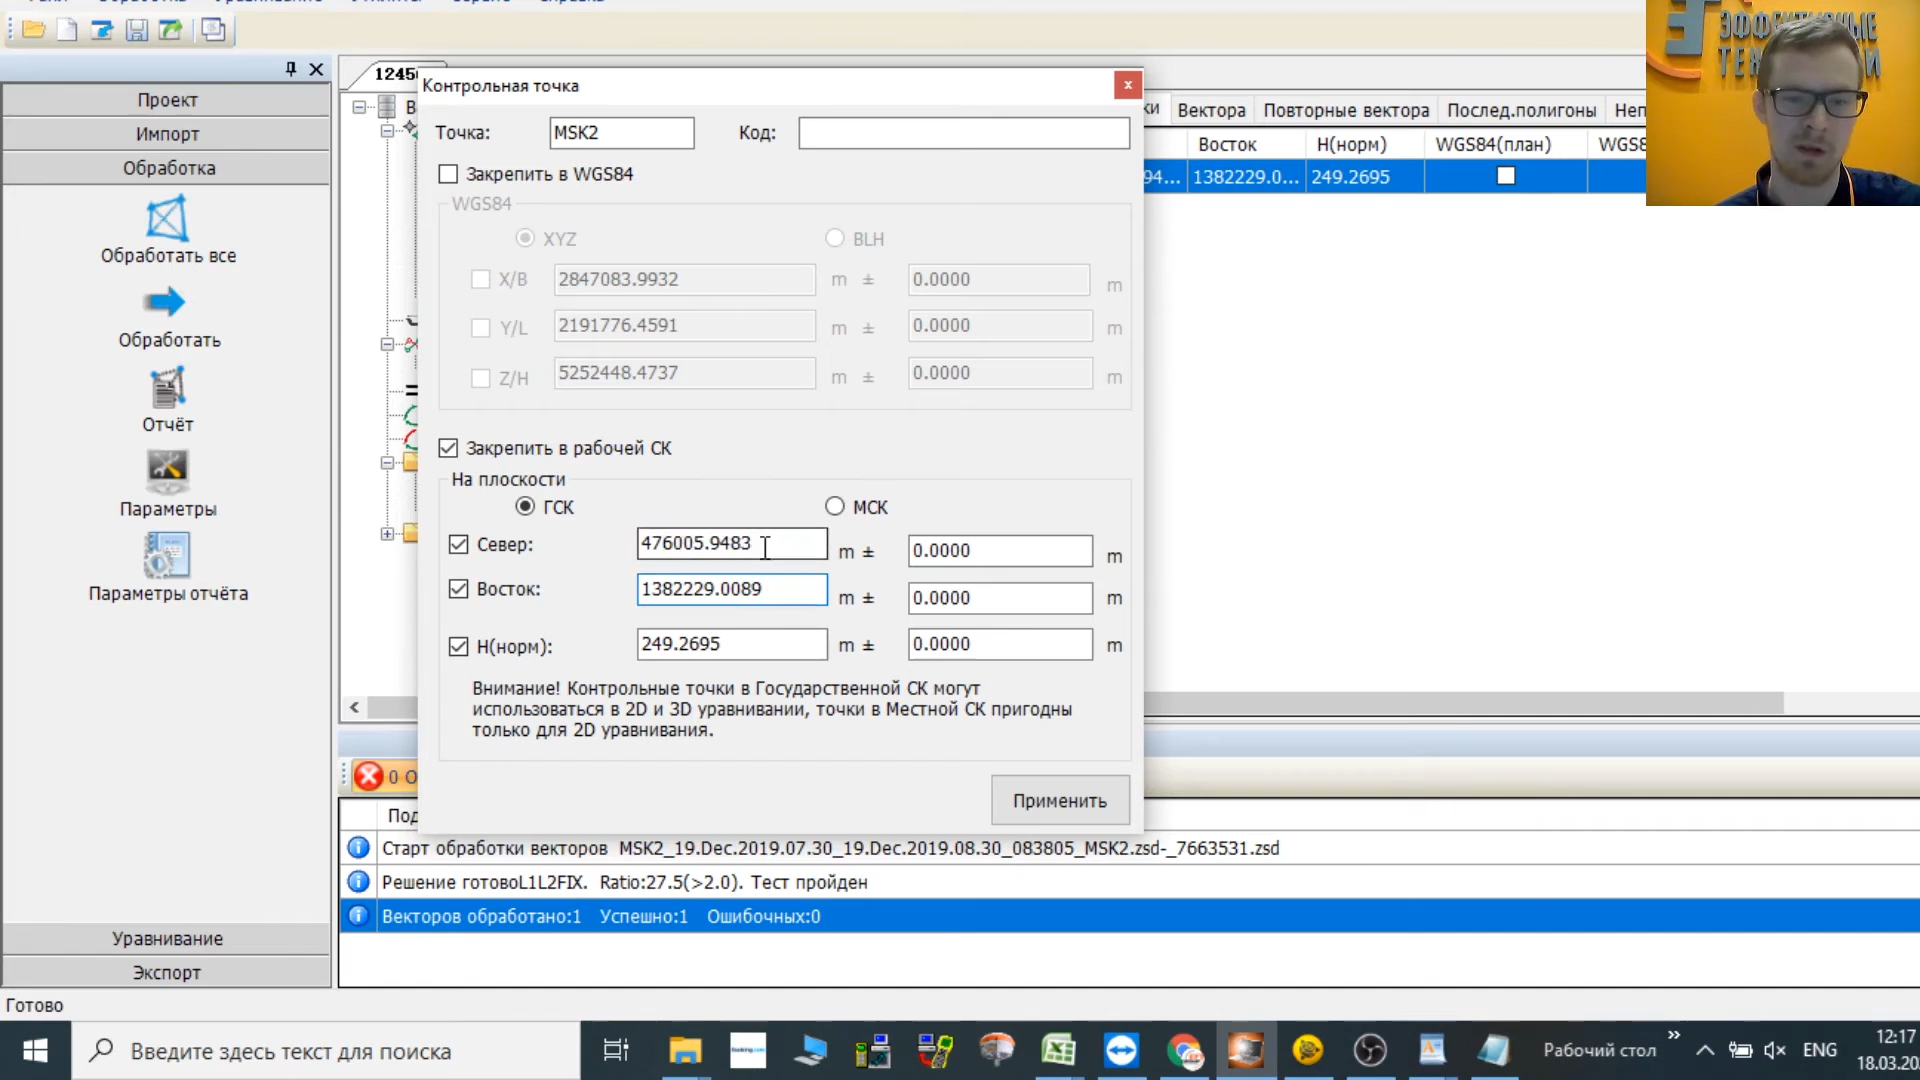 Обработка
Проект
Импорт
Обработка
Обработать все
Обработать
Отчёт
Параметры
Параметры отчёта
Уравнивание
Экспорт
Готово
Контрольная точка
x
Точка:
MSK2
Код:
Закрепить в WGS84
WGS84
XYZ
BLH
X/B
2847083.9932
m ±
0.0000
m
Y/L
2191776.4591
m ±
0.0000
m
Z/H
5252448.4737
m ±
0.0000
m
Закрепить в рабочей СК
На плоскости
ГСК
МСК
Север:
476005.9483
m ±
0.0000
m
Восток:
1382229.0089
m ±
0.0000
m
H(норм):
249.2695
m ±
0.0000
m
Внимание! Контрольные точки в Государственной СК могут
использоваться в 2D и 3D уравнивании, точки в Местной СК пригодны
только для 2D уравнивания.
Применить
Вектора
Повторные вектора
Послед.полигоны
Восток
H(норм)
WGS84(план)
94...
1382229.0...
249.2695
Старт обработки векторов MSK2_19.Dec.2019.07.30_19.Dec.2019.08.30_083805_MSK2.zsd-_7663531.zsd
Решение готовоL1L2FIX. Ratio:27.5(>2.0). Тест пройден
Векторов обработано:1 Успешно:1 Ошибочных:0
Введите здесь текст для поиска
Рабочий стол
ENG
12:17